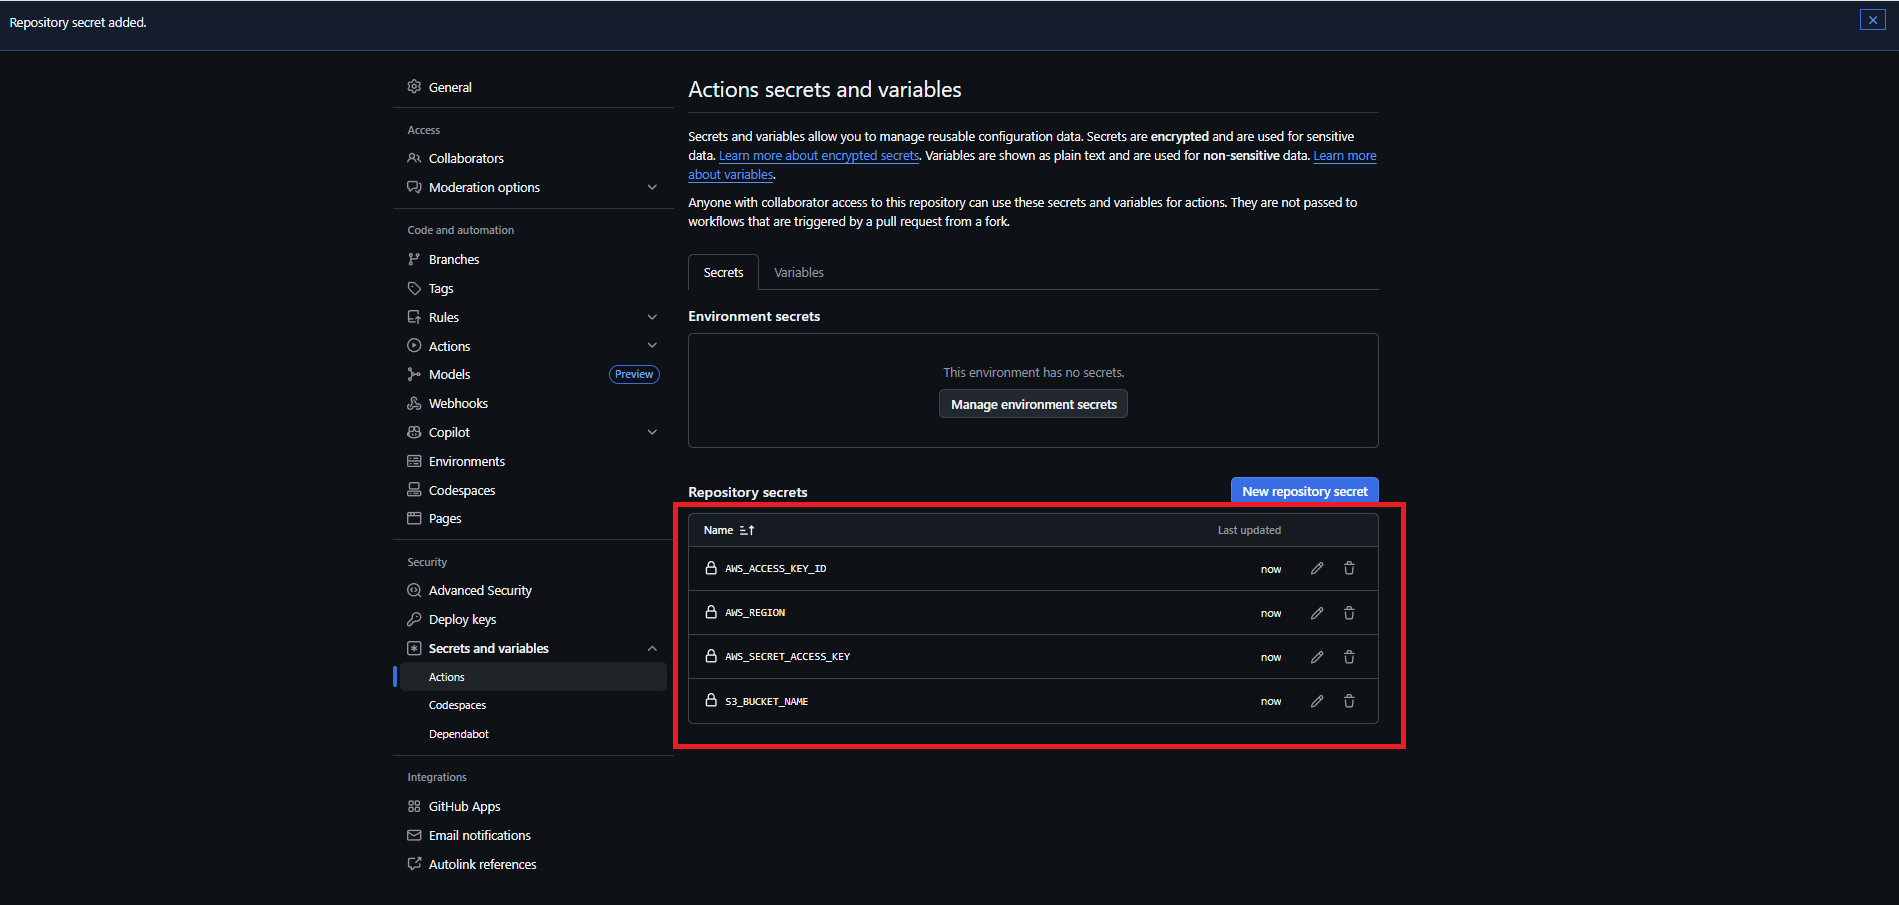 Repository secret added.
General
Access
Collaborators
Moderation options
Code and automation
Branches
Tags
Rules
Actions
Models
Preview
Webhooks
Copilot
Environments
Codespaces
Pages
Security
Advanced Security
Deploy keys
Secrets and variables
Actions
Codespaces
Dependabot
Integrations
GitHub Apps
Email notifications
Autolink references
Actions secrets and variables
Secrets and variables allow you to manage reusable configuration data. Secrets are encrypted and are used for sensitive
data. Learn more about encrypted secrets. Variables are shown as plain text and are used for non-sensitive data. Learn more
about variables.
Anyone with collaborator access to this repository can use these secrets and variables for actions. They are not passed to
workflows that are triggered by a pull request from a fork.
Secrets
Variables
Environment secrets
This environment has no secrets.
Manage environment secrets
Repository secrets
New repository secret
Name
Last updated
AWS_ACCESS_KEY_ID
now
AWS_REGION
now
AWS_SECRET_ACCESS_KEY
now
S3_BUCKET_NAME
now